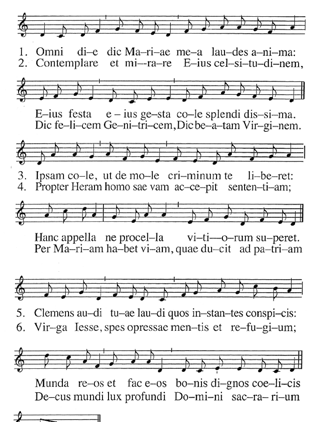 1. Omni di–e dic Ma–ri–ae me–a lau–des a–ni–ma:
2. Contemplare et mi–ra–re E–ius cel–si–tu–di–nem,
E–ius festa e – ius ge–sta co–le splendi dis–si–ma.
Dic fe–li–cem Ge–ni–tri–cem, Dic be–a–tam Vir–gi–nem.
3. Ipsam co–le, ut de mo–le cri–mi–num te li–be–ret:
4. Propter Heram homo sae vam ac–ce–pit senten–ti–am;
Hanc appella ne procel–la vi–ti–o–rum su–peret.
Per Ma–ri–am ha–bet vi–am, quae du–cit ad pa–tri–am
5. Clemens au–di tu–ae lau–di quos in–stan–tes conspi–cis:
6. Vir–ga Iesse, spes opressae men–tis et re–fu–gi–um;
Munda re–os et fac e–os bo–nis di–gnos coe–li–cis
De–cus mundi lux profundi Do–mi–ni sac–ra–ri–um